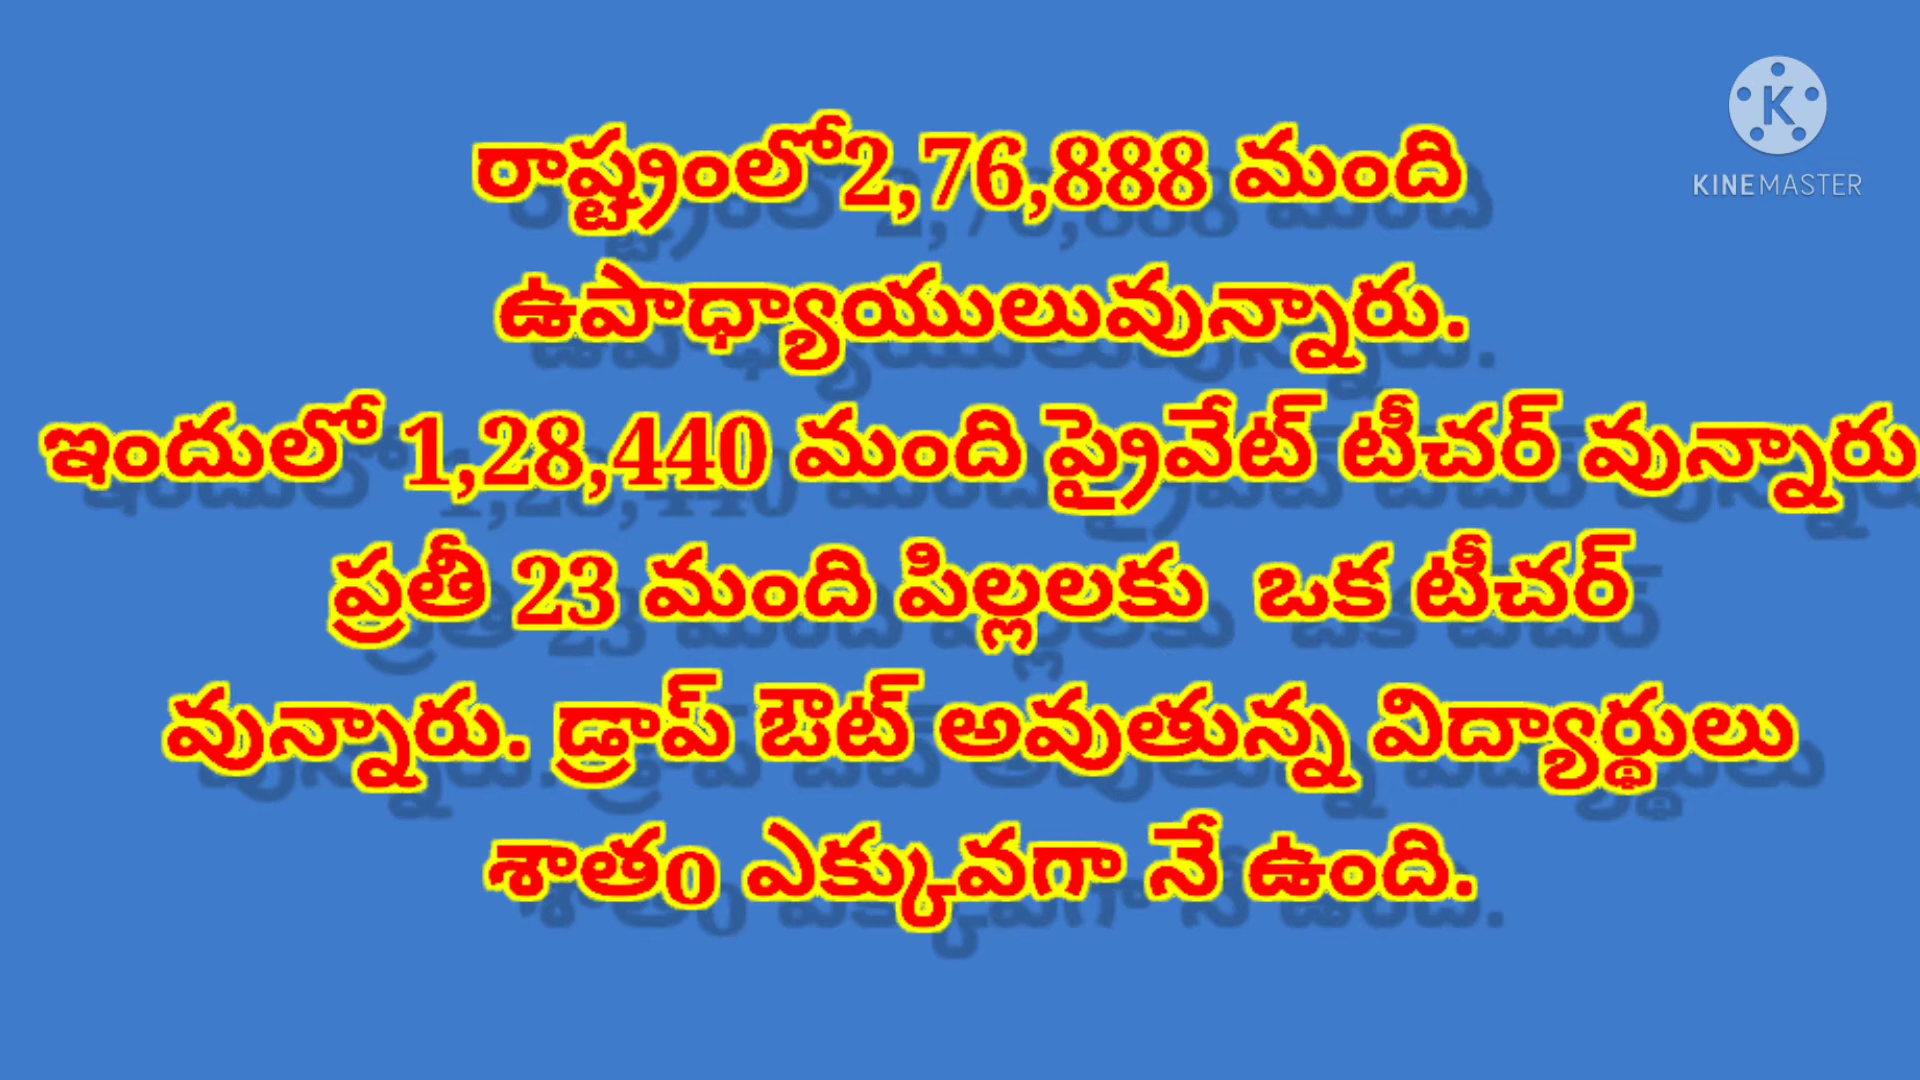 రాష్ట్రంలో2,76,888 మంది
ఉపాధ్యాయులువున్నారు.
ఇందులో 1,28,440 మంది ప్రైవేట్ టీచర్ వున్నారు
ప్రతీ 23 మంది పిల్లలకు ఒక టీచర్
వున్నారు. డ్రాప్ ఔట్ అవుతున్న విద్యార్థులు
శాతం ఎక్కువగా నే ఉంది.
KINEMASTER